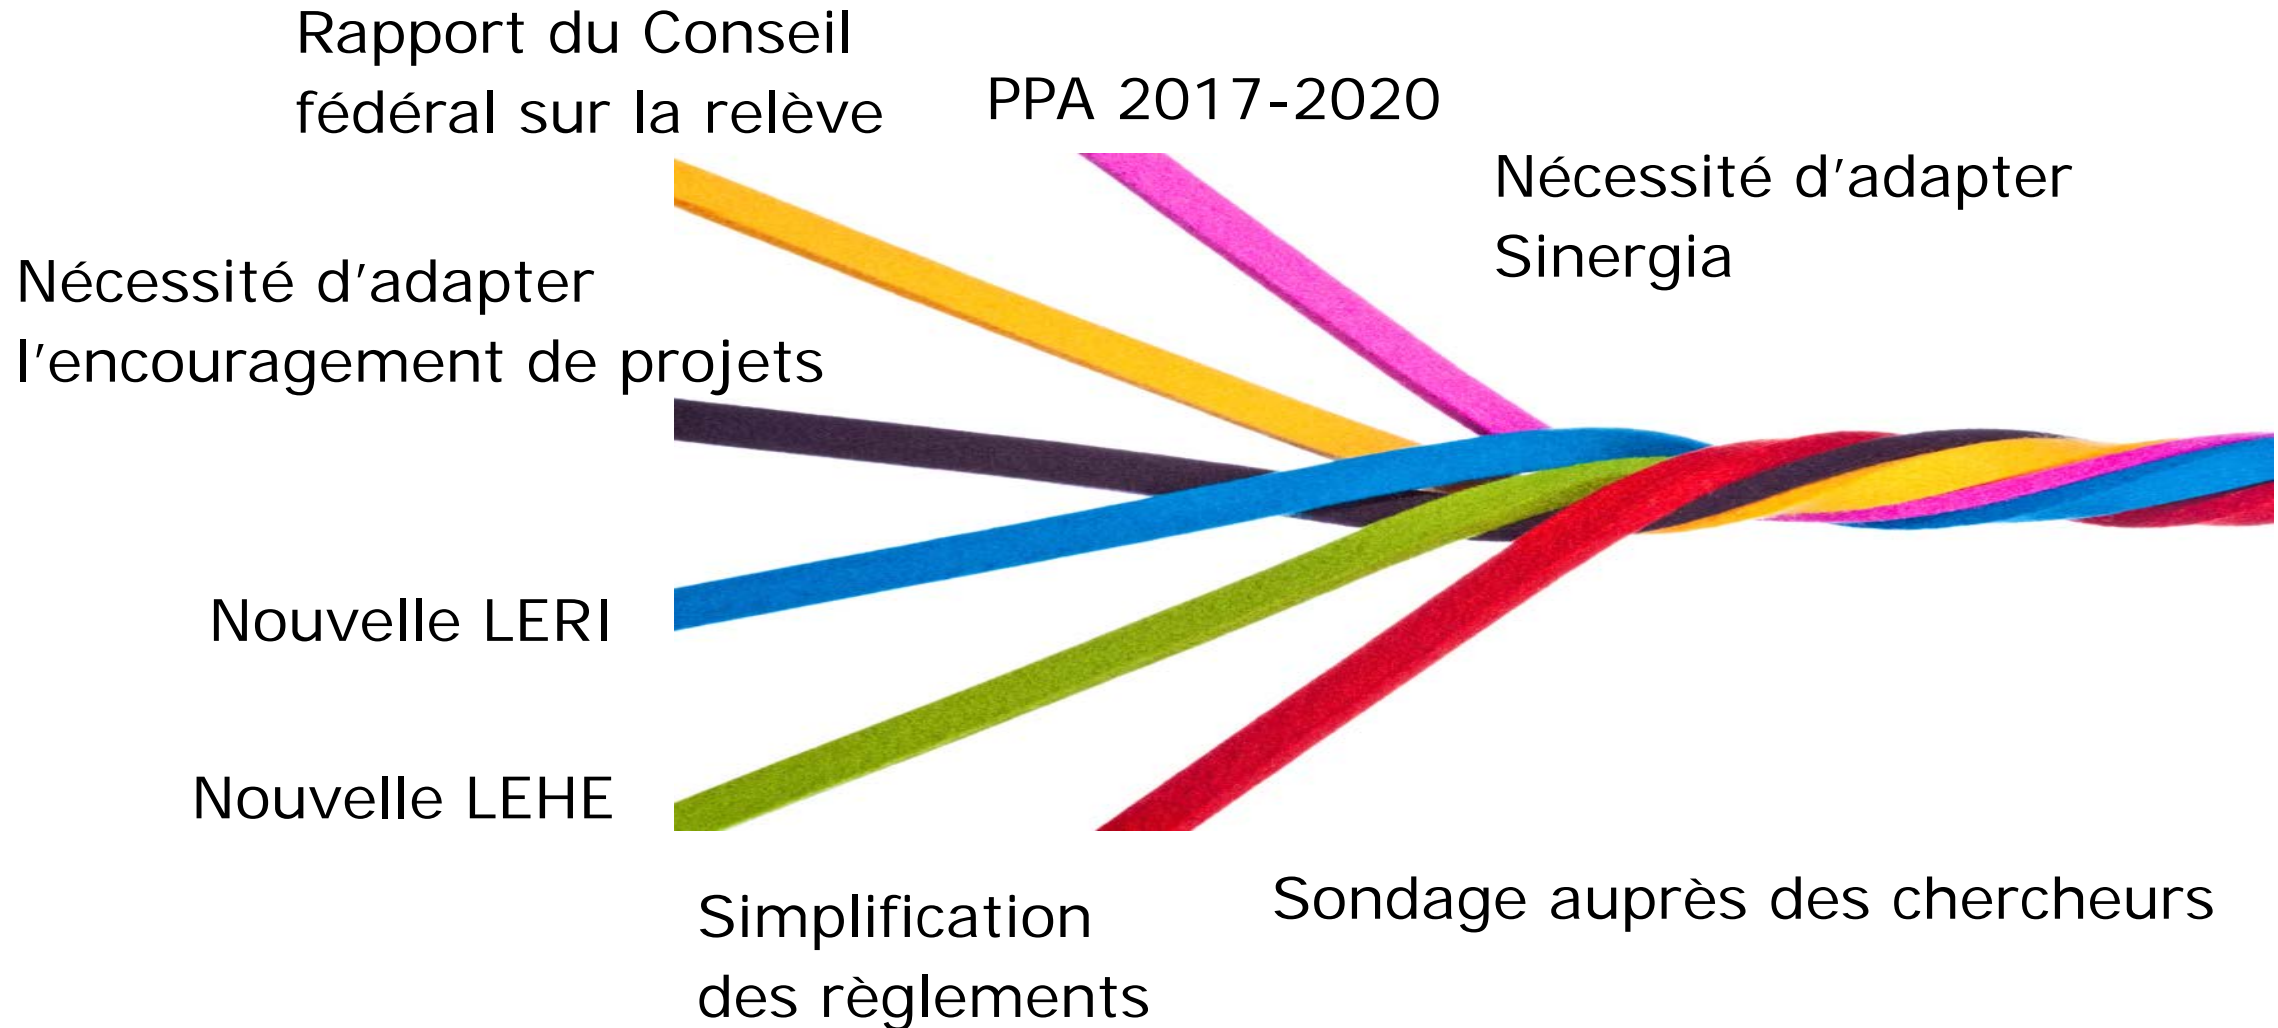 Rapport du Conseil
fédéral sur la relève
PPA 2017-2020
Nécessité d'adapter
Sinergia
Nécessité d'adapter
l'encouragement de projets
Nouvelle LERI
Nouvelle LEHE
Simplification
des règlements
Sondage auprès des chercheurs